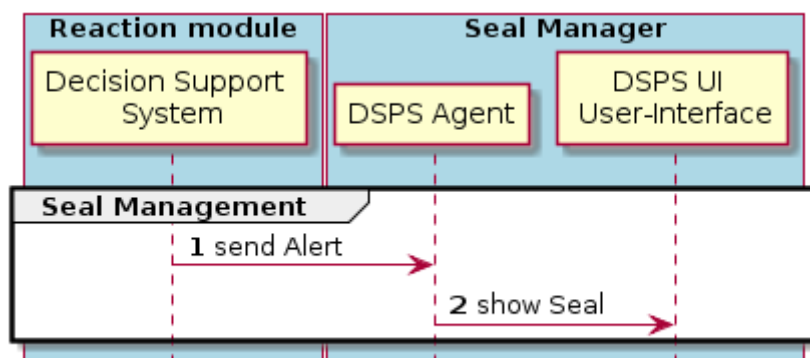 Reaction module
Seal Manager
Decision Support
System
DSPS Agent
DSPS UI
User-Interface
Seal Management
1 send Alert
2 show Seal